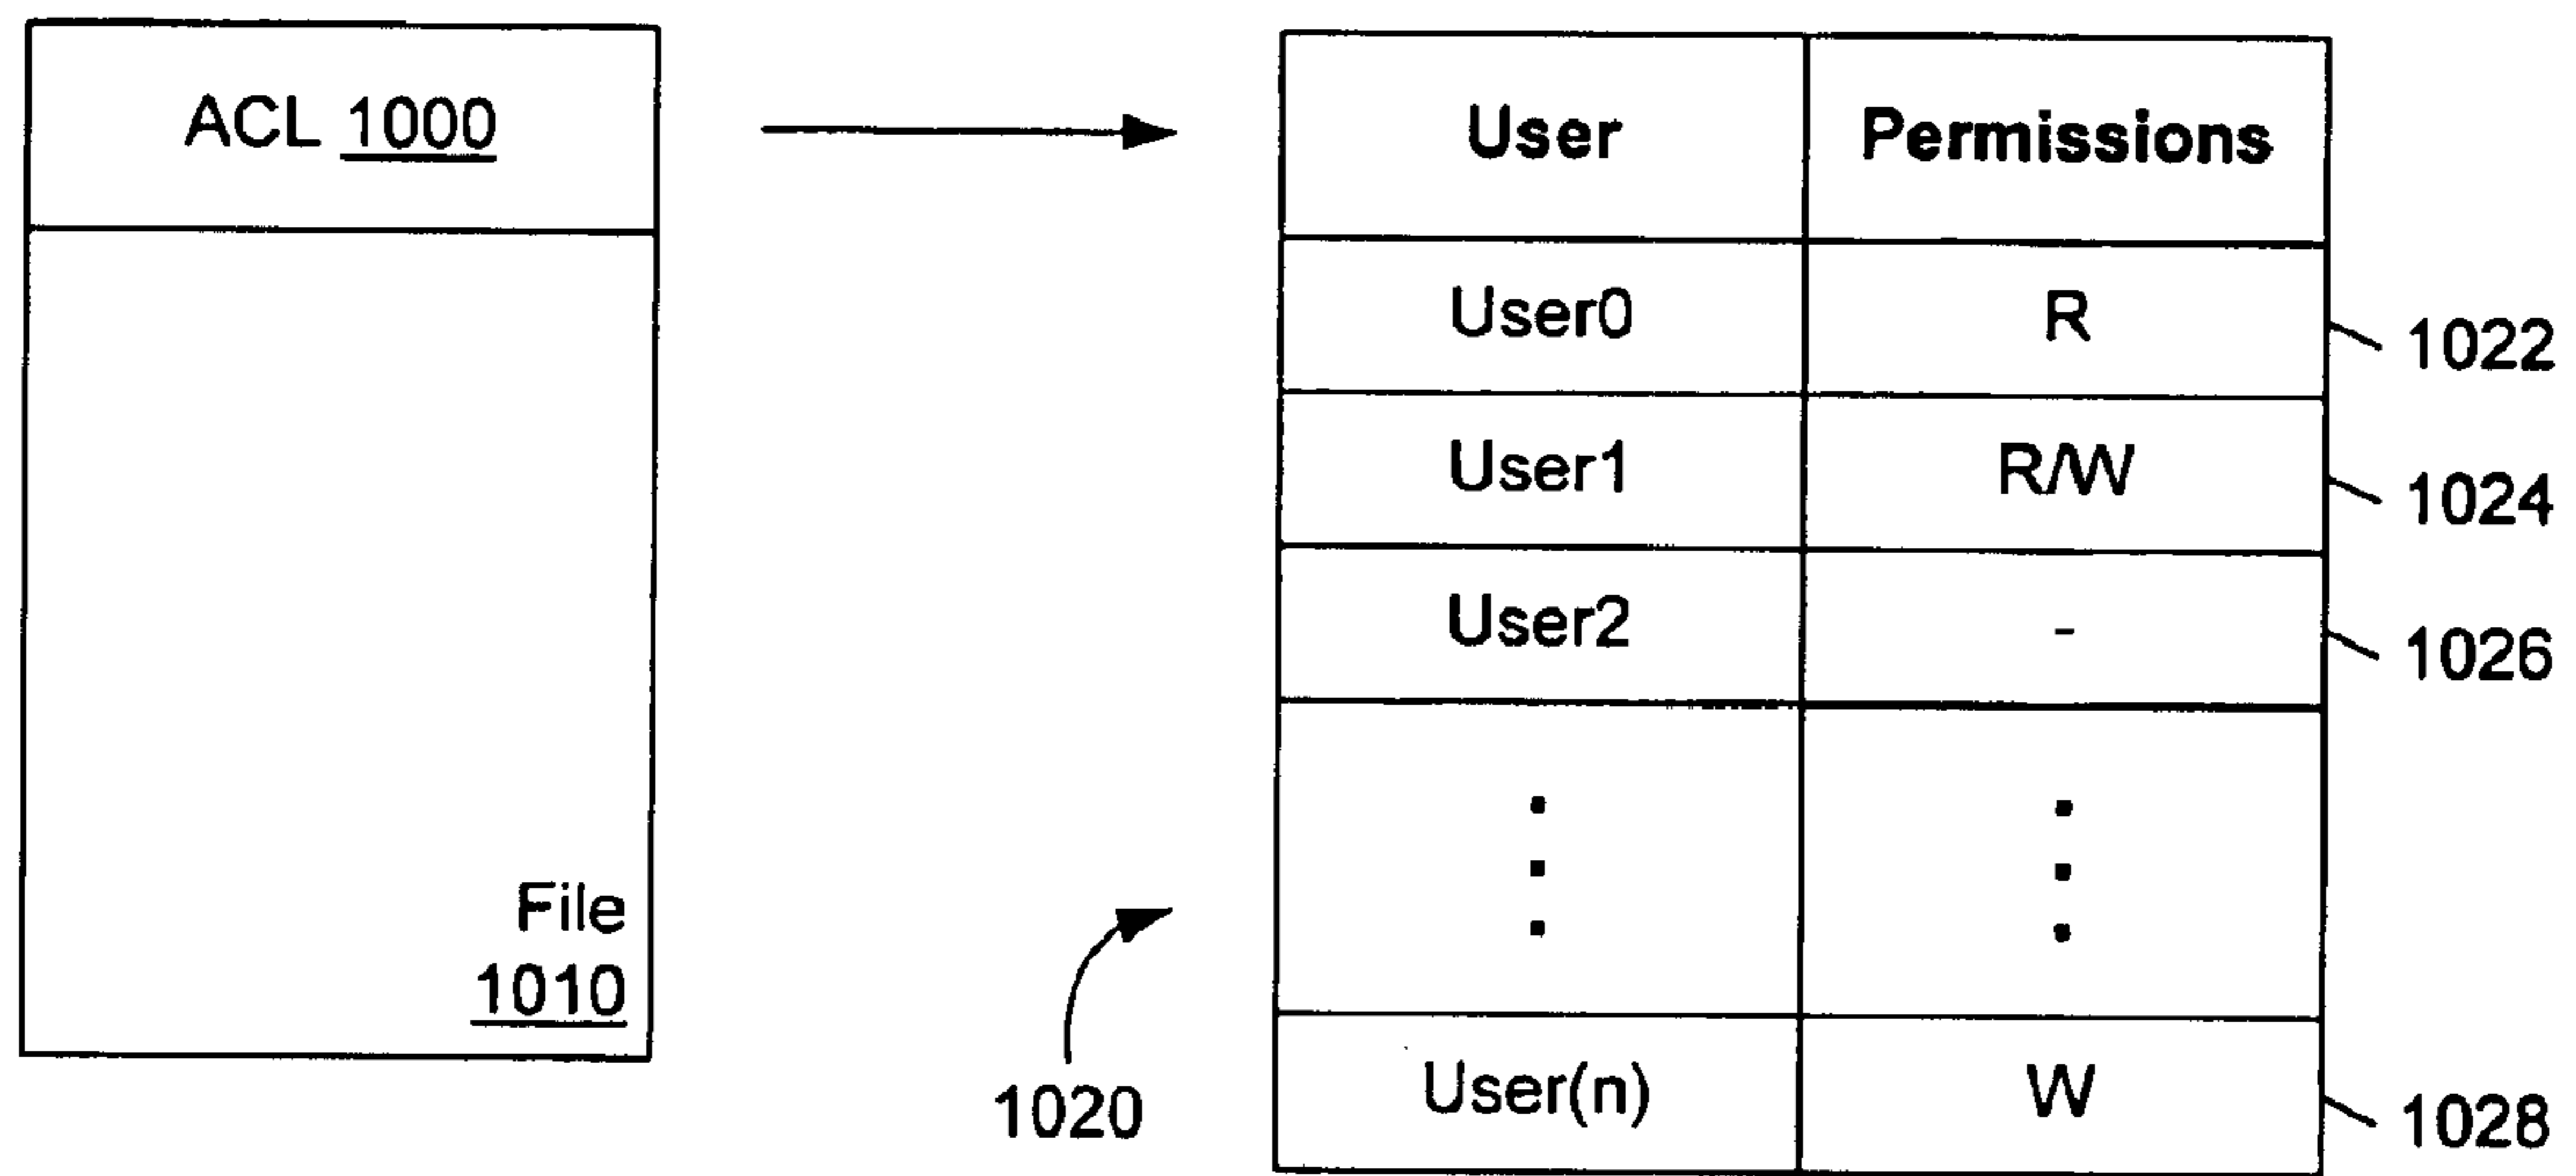 ACL 1000
File
1010
1020
User Permissions
User0 R 1022
User1 R/W 1024
User2 - 1026
User(n) W 1028